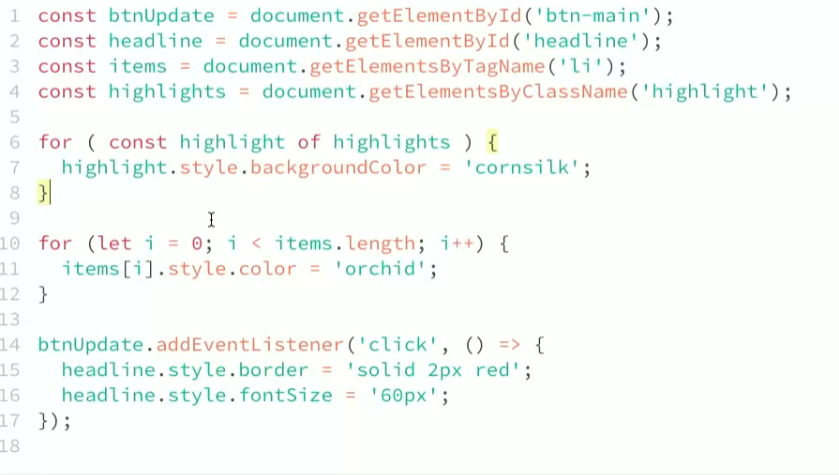 1 const btnUpdate = document.getElementById('btn-main');
2 const headline = document.getElementById('headline');
3 const items = document.getElementsByTagName('li');
4 const highlights = document.getElementsByClassName('highlight');
5
6 for ( const highlight of highlights ) {
7   highlight.style.backgroundColor = 'cornsilk';
8 }
9
10 for (let i = 0; i < items.length; i++) {
11   items[i].style.color = 'orchid';
12 }
13
14 btnUpdate.addEventListener('click', () => {
15   headline.style.border = 'solid 2px red';
16   headline.style.fontSize = '60px';
17 });
18